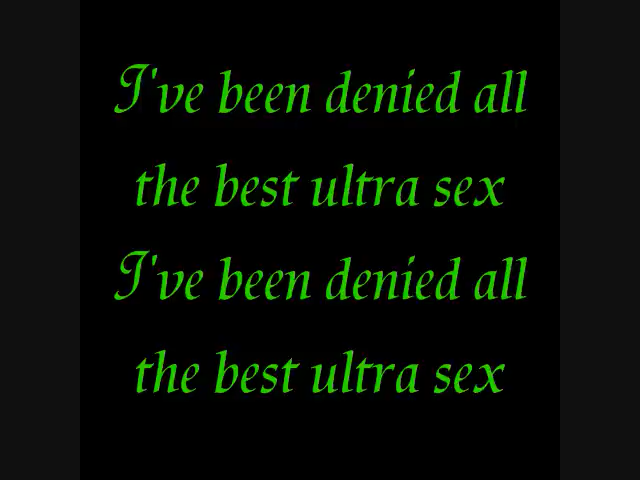 I've been denied all
the best ultra sex
I've been denied all
the best ultra sex